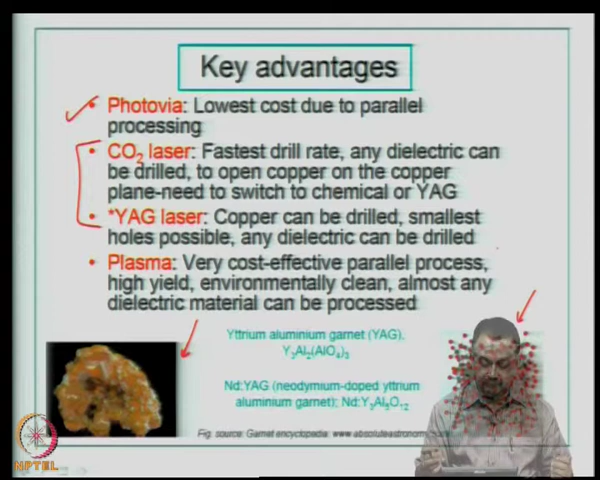 Key advantages
• Photovia: Lowest cost due to parallel
processing
• CO₂ laser: Fastest drill rate, any dielectric can
be drilled, to open copper on the copper
plane-need to switch to chemical or YAG
• *YAG laser: Copper can be drilled, smallest
holes possible, any dielectric can be drilled
• Plasma: Very cost-effective parallel process,
high yield, environmentally clean, almost any
dielectric material can be processed
Yttrium aluminium garnet (YAG),
Y₃Al₂(AlO₄)₃
Nd:YAG (neodymium-doped yttrium
aluminium garnet); Nd:Y₃Al₅O₁₂
Fig. source: Garnet encyclopedia: www.absoluteastronomy
NPTEL